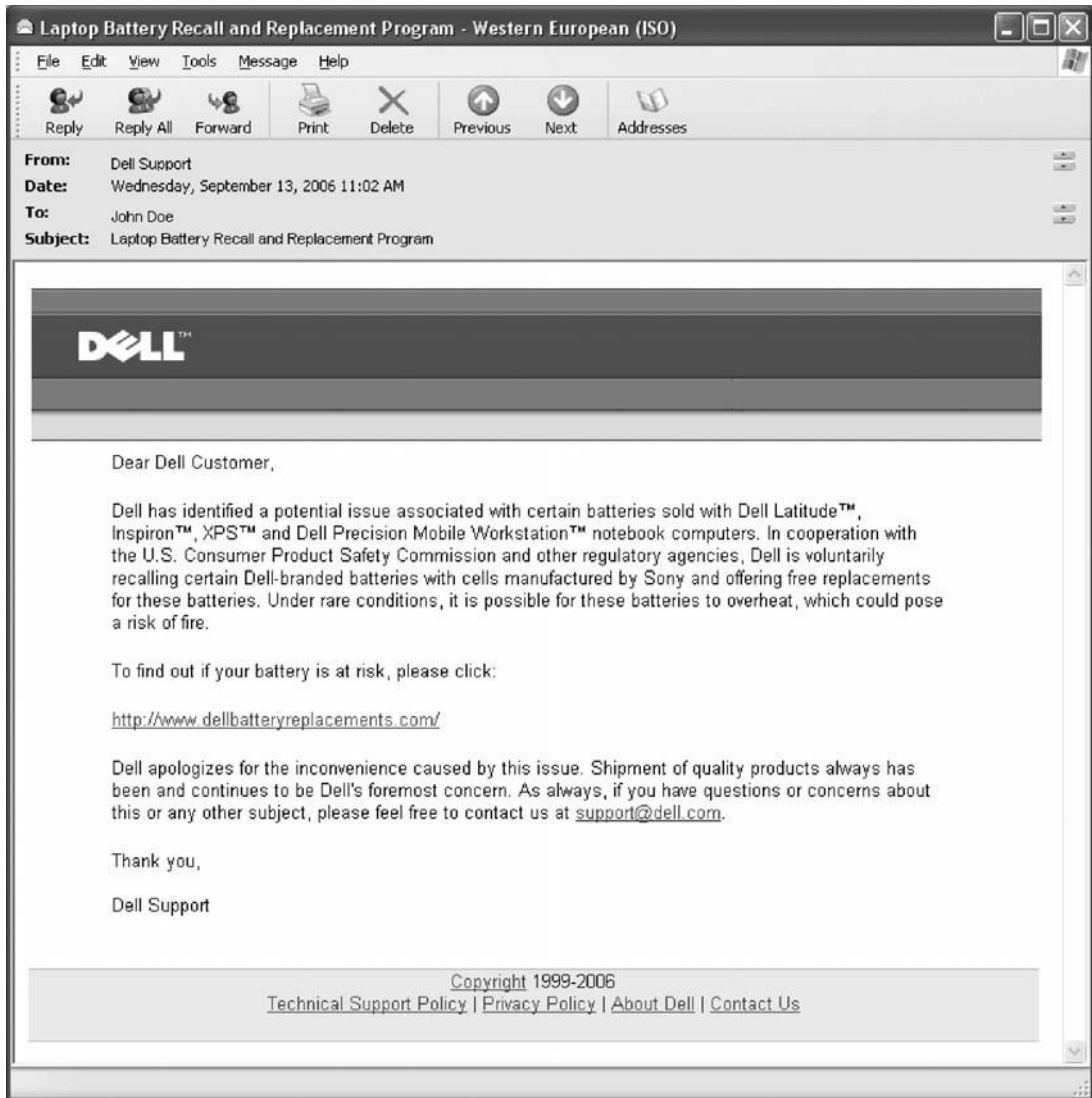 Laptop Battery Recall and Replacement Program - Western European (ISO)
File Edit View Tools Message Help
Reply Reply All Forward Print Delete Previous Next Addresses
From: Dell Support
Date: Wednesday, September 13, 2006 11:02 AM
To: John Doe
Subject: Laptop Battery Recall and Replacement Program
DELL™
Dear Dell Customer,
Dell has identified a potential issue associated with certain batteries sold with Dell Latitude™,
Inspiron™, XPS™ and Dell Precision Mobile Workstation™ notebook computers. In cooperation with
the U.S. Consumer Product Safety Commission and other regulatory agencies, Dell is voluntarily
recalling certain Dell-branded batteries with cells manufactured by Sony and offering free replacements
for these batteries. Under rare conditions, it is possible for these batteries to overheat, which could pose
a risk of fire.
To find out if your battery is at risk, please click:
http://www.dellbatteryreplacements.com/
Dell apologizes for the inconvenience caused by this issue. Shipment of quality products always has
been and continues to be Dell's foremost concern. As always, if you have questions or concerns about
this or any other subject, please feel free to contact us at support@dell.com.
Thank you,
Dell Support
Copyright 1999-2006
Technical Support Policy | Privacy Policy | About Dell | Contact Us